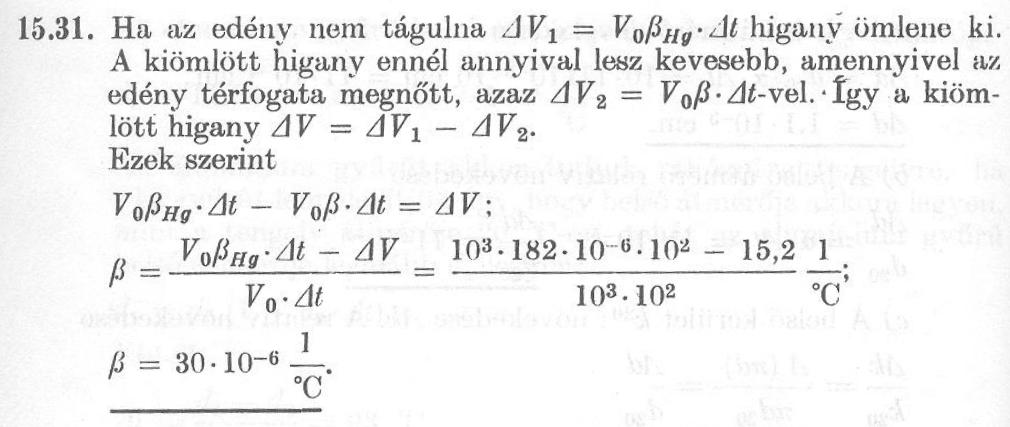 15.31. Ha az edény nem tágulna ΔV₁ = V₀β_Hg·Δt higany ömlene ki.
A kiömlött higany ennél annyival lesz kevesebb, amennyivel az
edény térfogata megnőtt, azaz ΔV₂ = V₀β·Δt-vel. Így a kiöm-
lött higany ΔV = ΔV₁ − ΔV₂.
Ezek szerint
V₀β_Hg·Δt − V₀β·Δt = ΔV;
β = (V₀β_Hg·Δt − ΔV)/(V₀·Δt) = (10³·182.10⁻⁶·10² − 15,2)/(10³·10²) 1/°C;
β = 30·10⁻⁶ 1/°C.